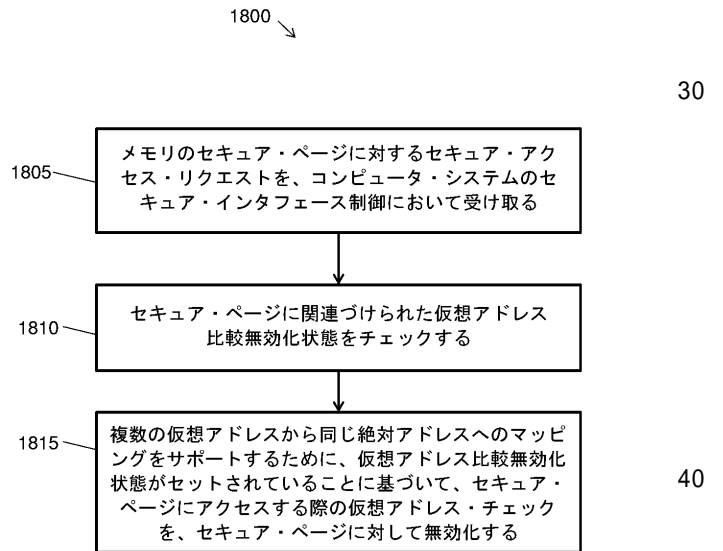 1800
30
1805
メモリのセキュア・ページに対するセキュア・アク
セス・リクエストを、コンピュータ・システムのセ
キュア・インタフェース制御において受け取る
1810
セキュア・ページに関連づけられた仮想アドレス
比較無効化状態をチェックする
1815
複数の仮想アドレスから同じ絶対アドレスへのマッピ
ングをサポートするために、仮想アドレス比較無効化
状態がセットされていることに基づいて、セキュア・
ページにアクセスする際の仮想アドレス・チェック
を、セキュア・ページに対して無効化する
40